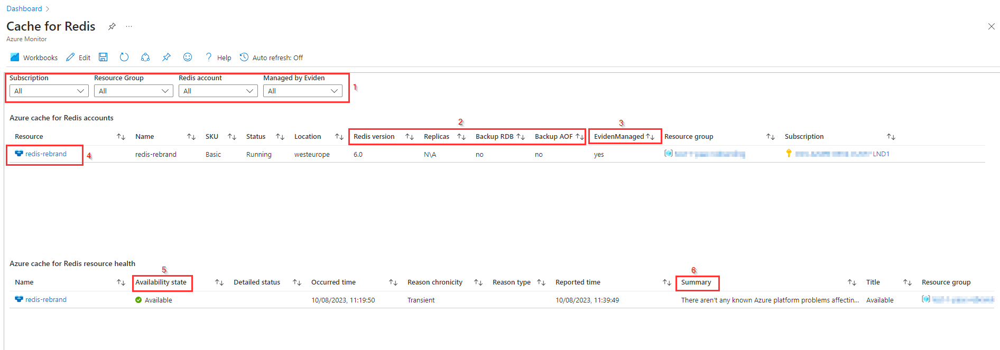 Dashboard >
Cache for Redis ...
Azure Monitor
Workbooks Edit Help Auto refresh: Off
Subscription Resource Group Redis account Managed by Eviden
1
All All All All
Azure cache for Redis accounts
2 3
Resource Name SKU Status Location Redis version Replicas Backup RDB Backup AOF EvidenManaged Resource group Subscription
redis-rebrand 4 redis-rebrand Basic Running westeurope 6.0 N\A no no yes LND1
Azure cache for Redis resource health
5 6
Name Availability state Detailed status Occurred time Reason chronicity Reason type Reported time Summary Title Resource group
redis-rebrand Available 10/08/2023, 11:19:50 Transient 10/08/2023, 11:39:49 There aren't any known Azure platform problems affectin... Available